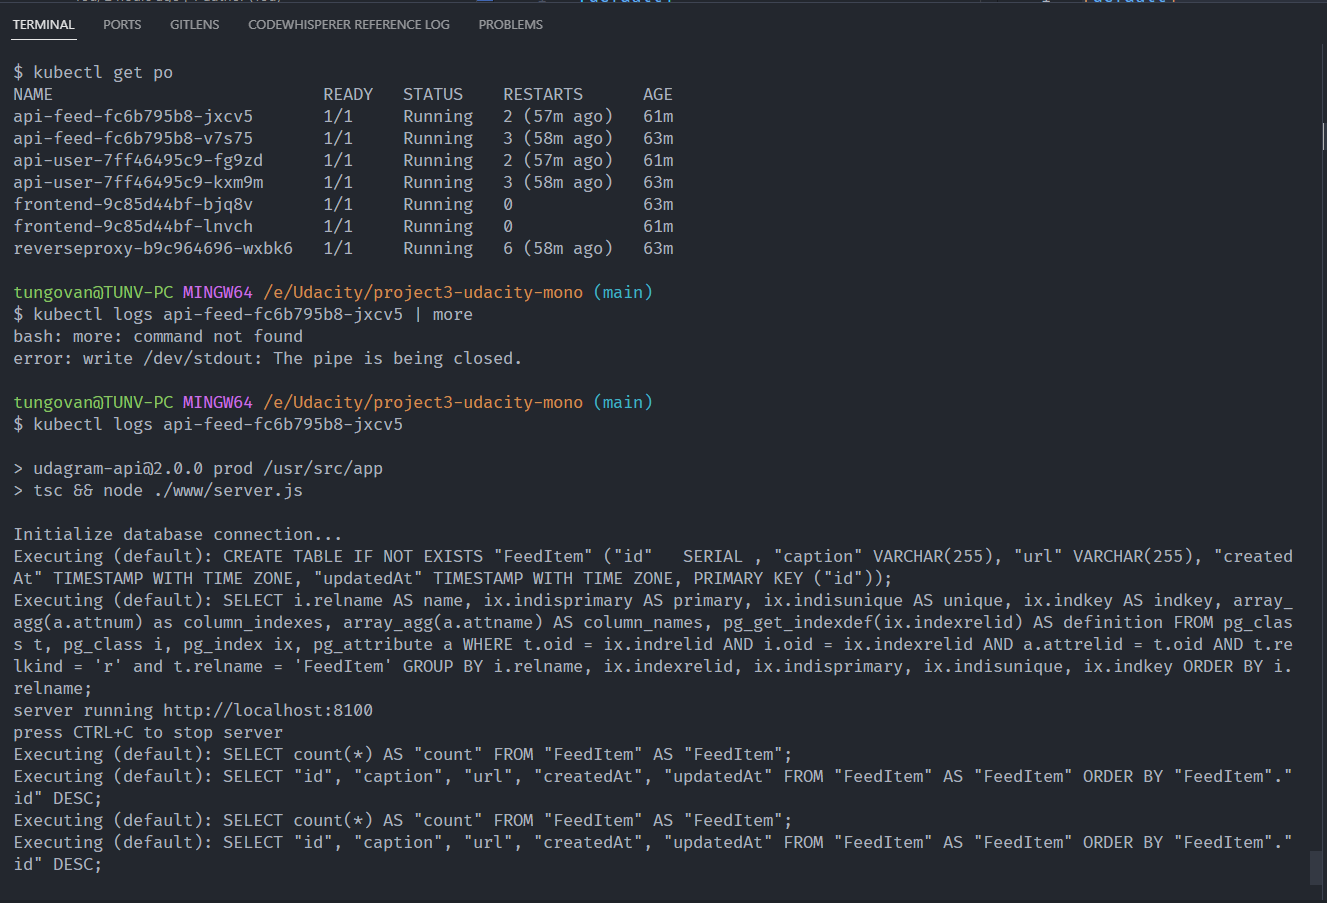 TERMINAL PORTS GITLENS CODEWHISPERER REFERENCE LOG PROBLEMS
$ kubectl get po
NAME READY STATUS RESTARTS AGE
api-feed-fc6b795b8-jxcv5 1/1 Running 2 (57m ago) 61m
api-feed-fc6b795b8-v7s75 1/1 Running 3 (58m ago) 63m
api-user-7ff46495c9-fg9zd 1/1 Running 2 (57m ago) 61m
api-user-7ff46495c9-kxm9m 1/1 Running 3 (58m ago) 63m
frontend-9c85d44bf-bjq8v 1/1 Running 0 63m
frontend-9c85d44bf-lnvch 1/1 Running 0 61m
reverseproxy-b9c964696-wxbk6 1/1 Running 6 (58m ago) 63m
tungovan@TUNV-PC MINGW64 /e/Udacity/project3-udacity-mono (main)
$ kubectl logs api-feed-fc6b795b8-jxcv5 | more
bash: more: command not found
error: write /dev/stdout: The pipe is being closed.
tungovan@TUNV-PC MINGW64 /e/Udacity/project3-udacity-mono (main)
$ kubectl logs api-feed-fc6b795b8-jxcv5
> udagram-api@2.0.0 prod /usr/src/app
> tsc && node ./www/server.js
Initialize database connection...
Executing (default): CREATE TABLE IF NOT EXISTS "FeedItem" ("id"   SERIAL , "caption" VARCHAR(255), "url" VARCHAR(255), "created
At" TIMESTAMP WITH TIME ZONE, "updatedAt" TIMESTAMP WITH TIME ZONE, PRIMARY KEY ("id"));
Executing (default): SELECT i.relname AS name, ix.indisprimary AS primary, ix.indisunique AS unique, ix.indkey AS indkey, array_
agg(a.attnum) as column_indexes, array_agg(a.attname) AS column_names, pg_get_indexdef(ix.indexrelid) AS definition FROM pg_clas
s t, pg_class i, pg_index ix, pg_attribute a WHERE t.oid = ix.indrelid AND i.oid = ix.indexrelid AND a.attrelid = t.oid AND t.re
lkind = 'r' and t.relname = 'FeedItem' GROUP BY i.relname, ix.indexrelid, ix.indisprimary, ix.indisunique, ix.indkey ORDER BY i.
relname;
server running http://localhost:8100
press CTRL+C to stop server
Executing (default): SELECT count(*) AS "count" FROM "FeedItem" AS "FeedItem";
Executing (default): SELECT "id", "caption", "url", "createdAt", "updatedAt" FROM "FeedItem" AS "FeedItem" ORDER BY "FeedItem"."
id" DESC;
Executing (default): SELECT count(*) AS "count" FROM "FeedItem" AS "FeedItem";
Executing (default): SELECT "id", "caption", "url", "createdAt", "updatedAt" FROM "FeedItem" AS "FeedItem" ORDER BY "FeedItem"."
id" DESC;